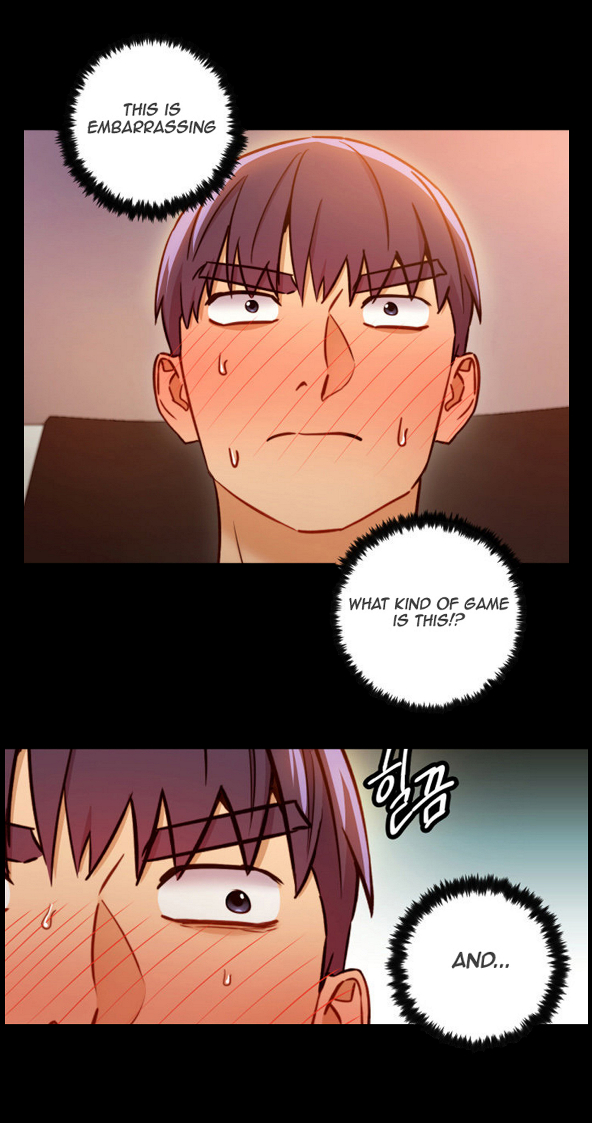 THIS IS
EMBARRASSING
WHAT KIND OF GAME
IS THIS!?
힐끔
AND...